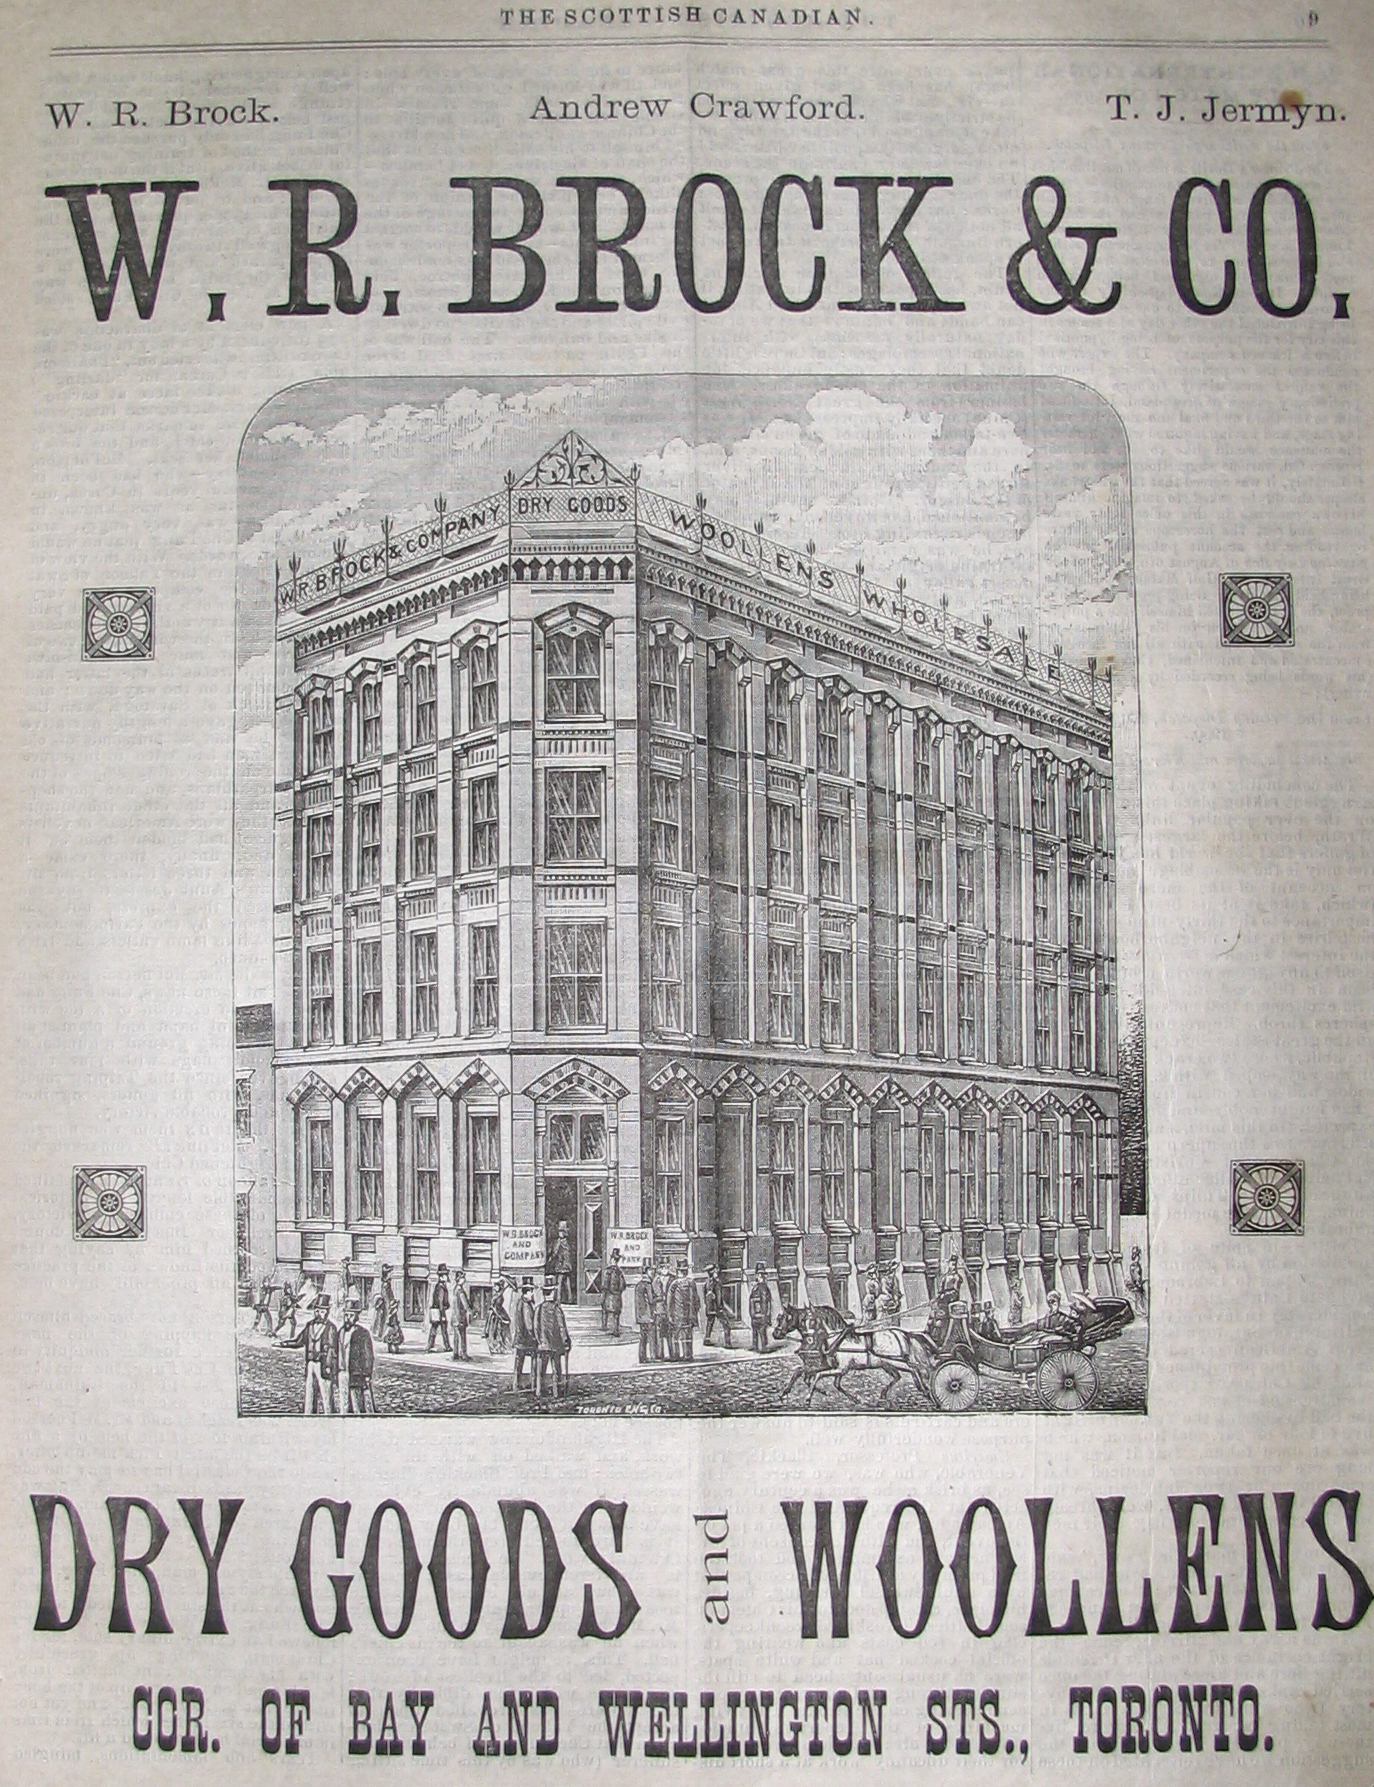 THE SCOTTISH CANADIAN. 9
W. R. Brock. Andrew Crawford. T. J. Jermyn.
W. R. BROCK & CO.
W.R. BROCK & COMPANY DRY GOODS WOOLLENS WHOLESALE
W.R. BROCK AND COMPANY
W.R. BROCK AND
TORONTO ENG. CO
DRY GOODS and WOOLLENS
COR. OF BAY AND WELLINGTON STS., TORONTO.